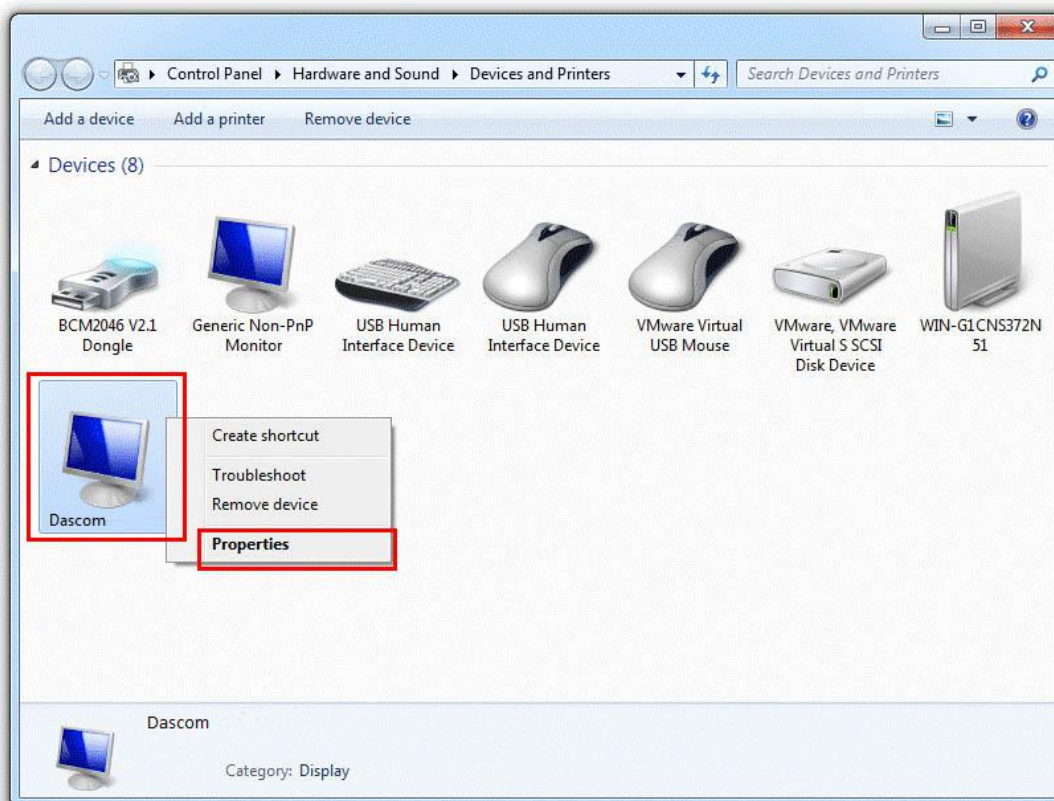 Control Panel Hardware and Sound Devices and Printers Search Devices and Printers
Add a device Add a printer Remove device
Devices (8)
BCM2046 V2.1
Dongle
Generic Non-PnP
Monitor
USB Human
Interface Device
USB Human
Interface Device
VMware Virtual
USB Mouse
VMware, VMware
Virtual S SCSI
Disk Device
WIN-G1CNS372N
51
Dascom
Create shortcut
Troubleshoot
Remove device
Properties
Dascom
Category: Display